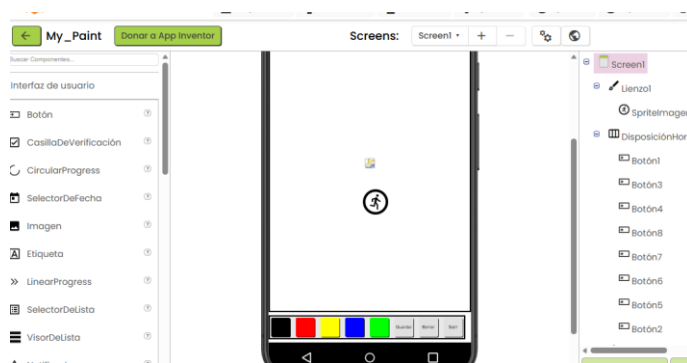 My_Paint
Donar a App Inventor
Screens:
Screen1
Buscar Componentes...
Interfaz de usuario
Botón
CasillaDeVerificación
CircularProgress
SelectorDeFecha
Imagen
Etiqueta
LinearProgress
SelectorDeLista
VisorDeLista
Guardar
Borrar
Salir
Screen1
Lienzo1
SpriteImagen
DisposiciónHor
Botón1
Botón3
Botón4
Botón8
Botón7
Botón6
Botón5
Botón2